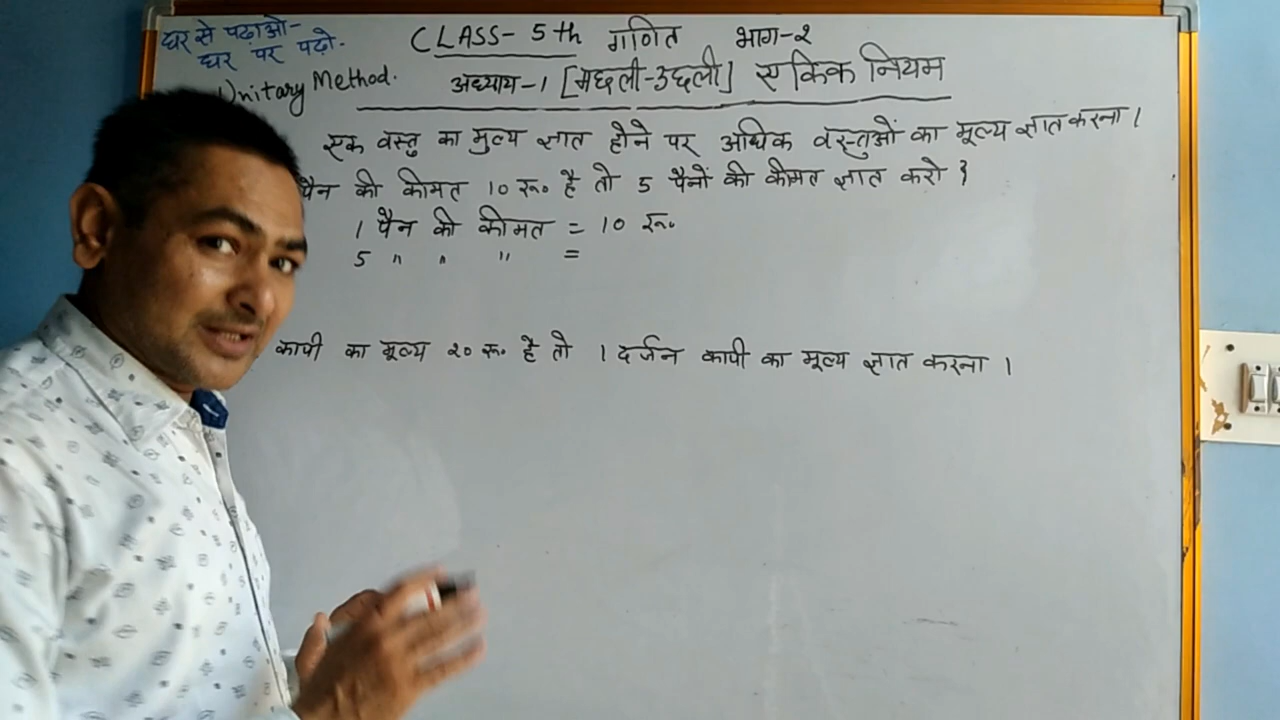 घर से पढ़ाओ-
घर पर पढ़ो.
CLASS- 5th गणित भाग-२
Unitary Method.
अध्याय-1 [मछली-उछली] एकिक नियम
एक वस्तु का मुल्य ज्ञात होने पर अधिक वस्तुओं का मूल्य ज्ञात करना।
पैन की कीमत 10 रू० है तो 5 पैनों की कीमत ज्ञात करो ?
1 पैन की कीमत = 10 रू०
5 " " " =
कापी का मूल्य २० रू० है तो 1 दर्जन कापी का मूल्य ज्ञात करना ।